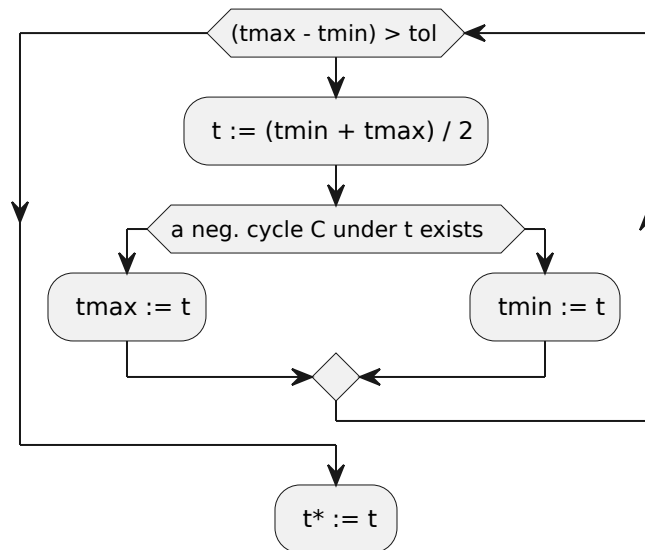 (tmax - tmin) > tol
t := (tmin + tmax) / 2
a neg. cycle C under t exists
tmax := t
tmin := t
t* := t